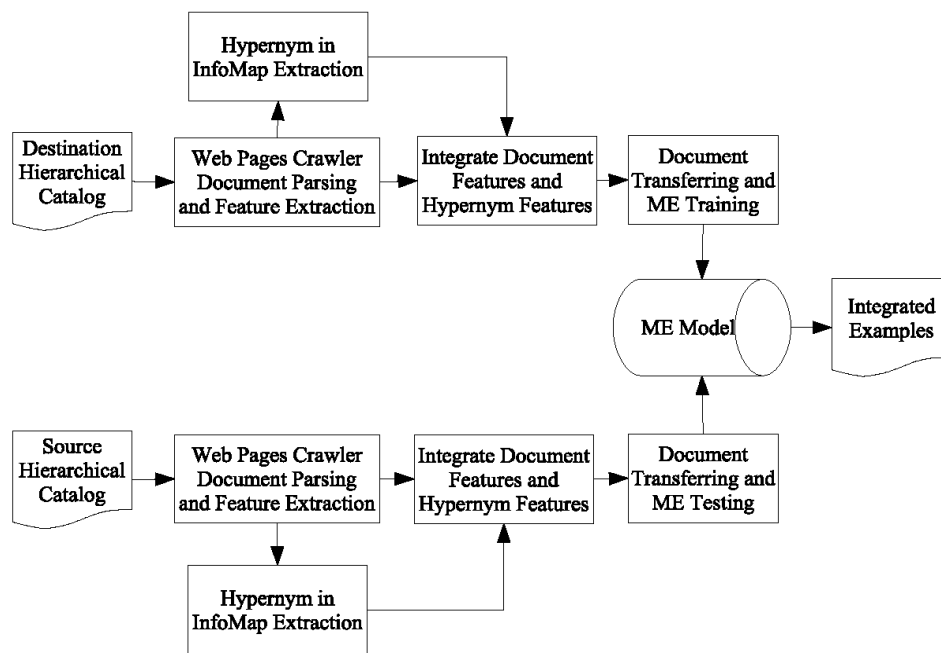 Hypernym in
InfoMap Extraction
Destination
Hierarchical
Catalog
Web Pages Crawler
Document Parsing
and Feature Extraction
Integrate Document
Features and
Hypernym Features
Document
Transferring and
ME Training
ME Model
Integrated
Examples
Source
Hierarchical
Catalog
Web Pages Crawler
Document Parsing
and Feature Extraction
Integrate Document
Features and
Hypernym Features
Document
Transferring and
ME Testing
Hypernym in
InfoMap Extraction